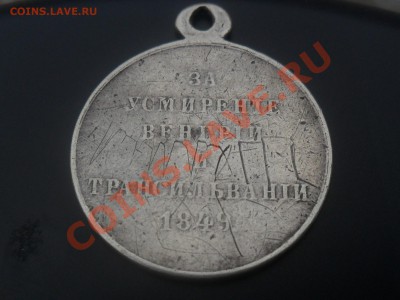 COINS.LAVE.RU
ЗА
УСМИРЕНІЕ
ВЕНГРІИ
И
ТРАНСИЛЬВАНІИ
1849
COINS.LAVE.RU